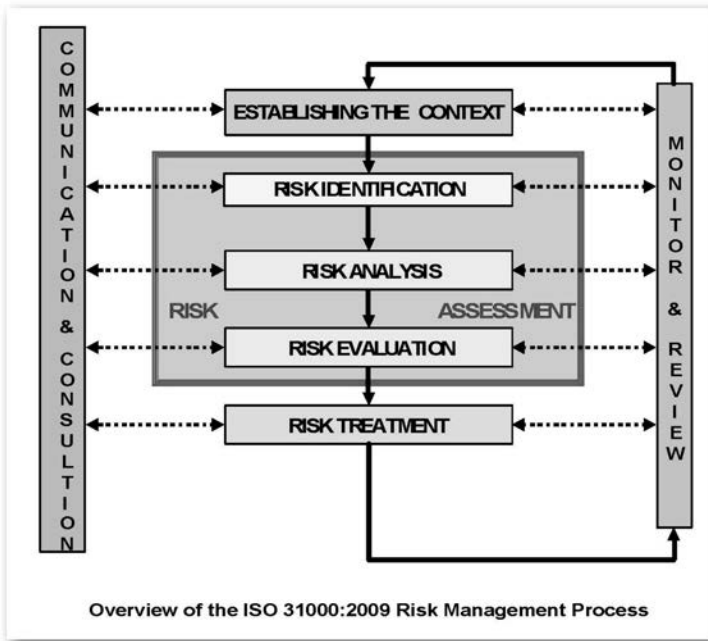 COMMUNICATION & CONSULTION
ESTABLISHING THE CONTEXT
RISK IDENTIFICATION
RISK ANALYSIS
RISK ASSESSMENT
RISK EVALUATION
RISK TREATMENT
MONITOR & REVIEW
Overview of the ISO 31000:2009 Risk Management Process